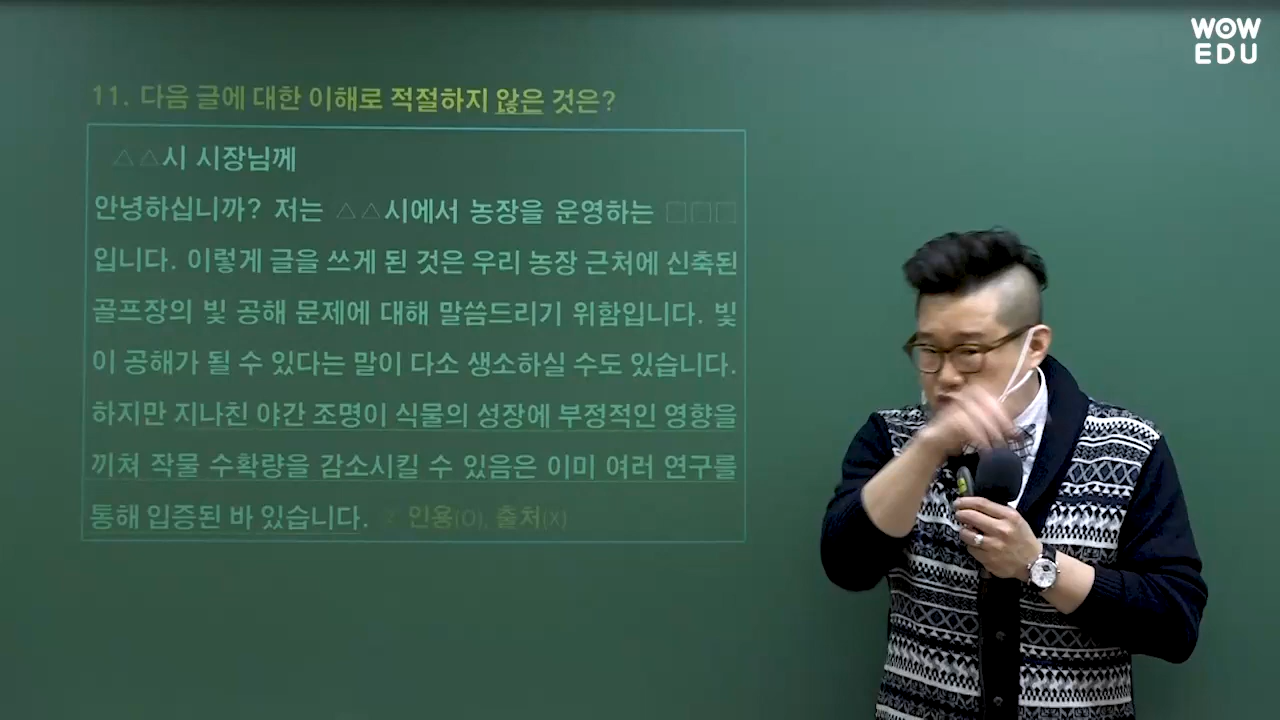 WOW
EDU
11. 다음 글에 대한 이해로 적절하지 않은 것은?
△△시 시장님께
안녕하십니까? 저는 △△시에서 농장을 운영하는 □□□
입니다. 이렇게 글을 쓰게 된 것은 우리 농장 근처에 신축된
골프장의 빛 공해 문제에 대해 말씀드리기 위함입니다. 빛
이 공해가 될 수 있다는 말이 다소 생소하실 수도 있습니다.
하지만 지나친 야간 조명이 식물의 성장에 부정적인 영향을
끼쳐 작물 수확량을 감소시킬 수 있음은 이미 여러 연구를
통해 입증된 바 있습니다. 인용(O), 출처(X)